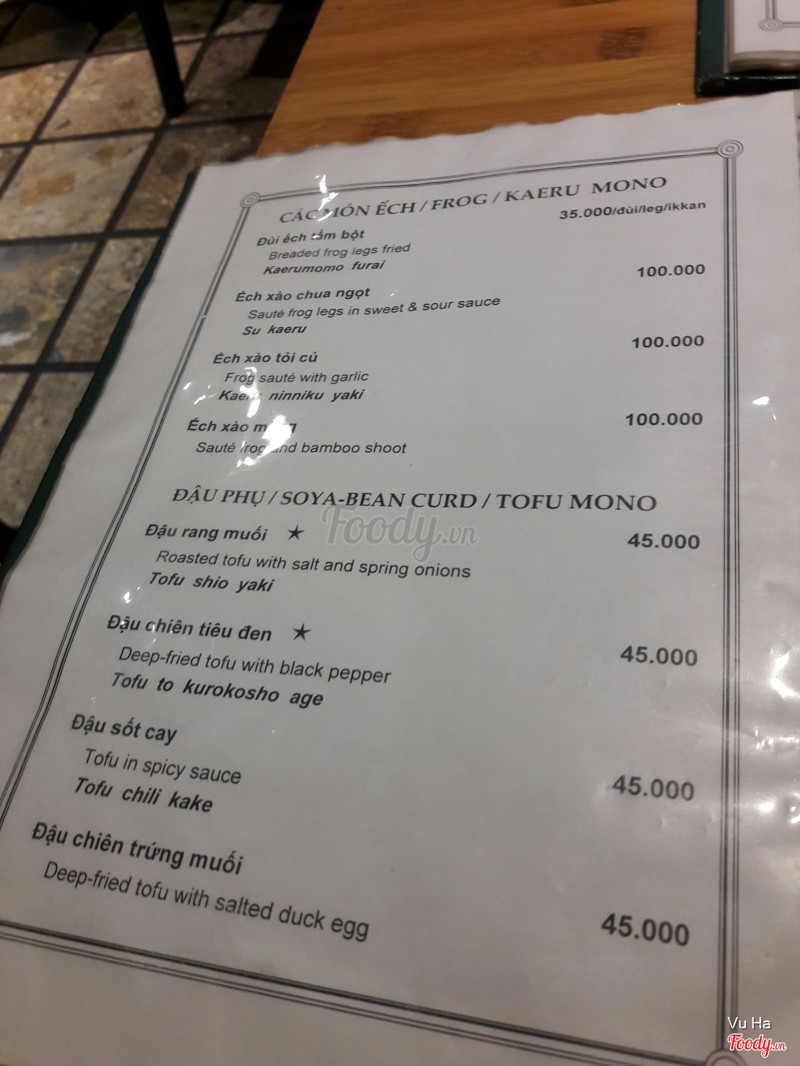 CÁC MÓN ẾCH / FROG / KAERU MONO
Đùi ếch tẩm bột 35.000/đùi/leg/ikkan
Breaded frog legs fried
Kaerumomo furai
Ếch xào chua ngọt 100.000
Sauté frog legs in sweet & sour sauce
Su kaeru
Ếch xào tỏi củ 100.000
Frog sauté with garlic
Kaeru ninniku yaki
Ếch xào 100.000
Sauté frog and bamboo shoot
ĐẬU PHỤ / SOYA-BEAN CURD / TOFU MONO
Đậu rang muối ★ 45.000
Roasted tofu with salt and spring onions
Tofu shio yaki
Đậu chiên tiêu đen ★ 45.000
Deep-fried tofu with black pepper
Tofu to kurokosho age
Đậu sốt cay 45.000
Tofu in spicy sauce
Tofu chili kake
Đậu chiên trứng muối 45.000
Deep-fried tofu with salted duck egg
Foody.vn
Vu Ha
Foody.vn